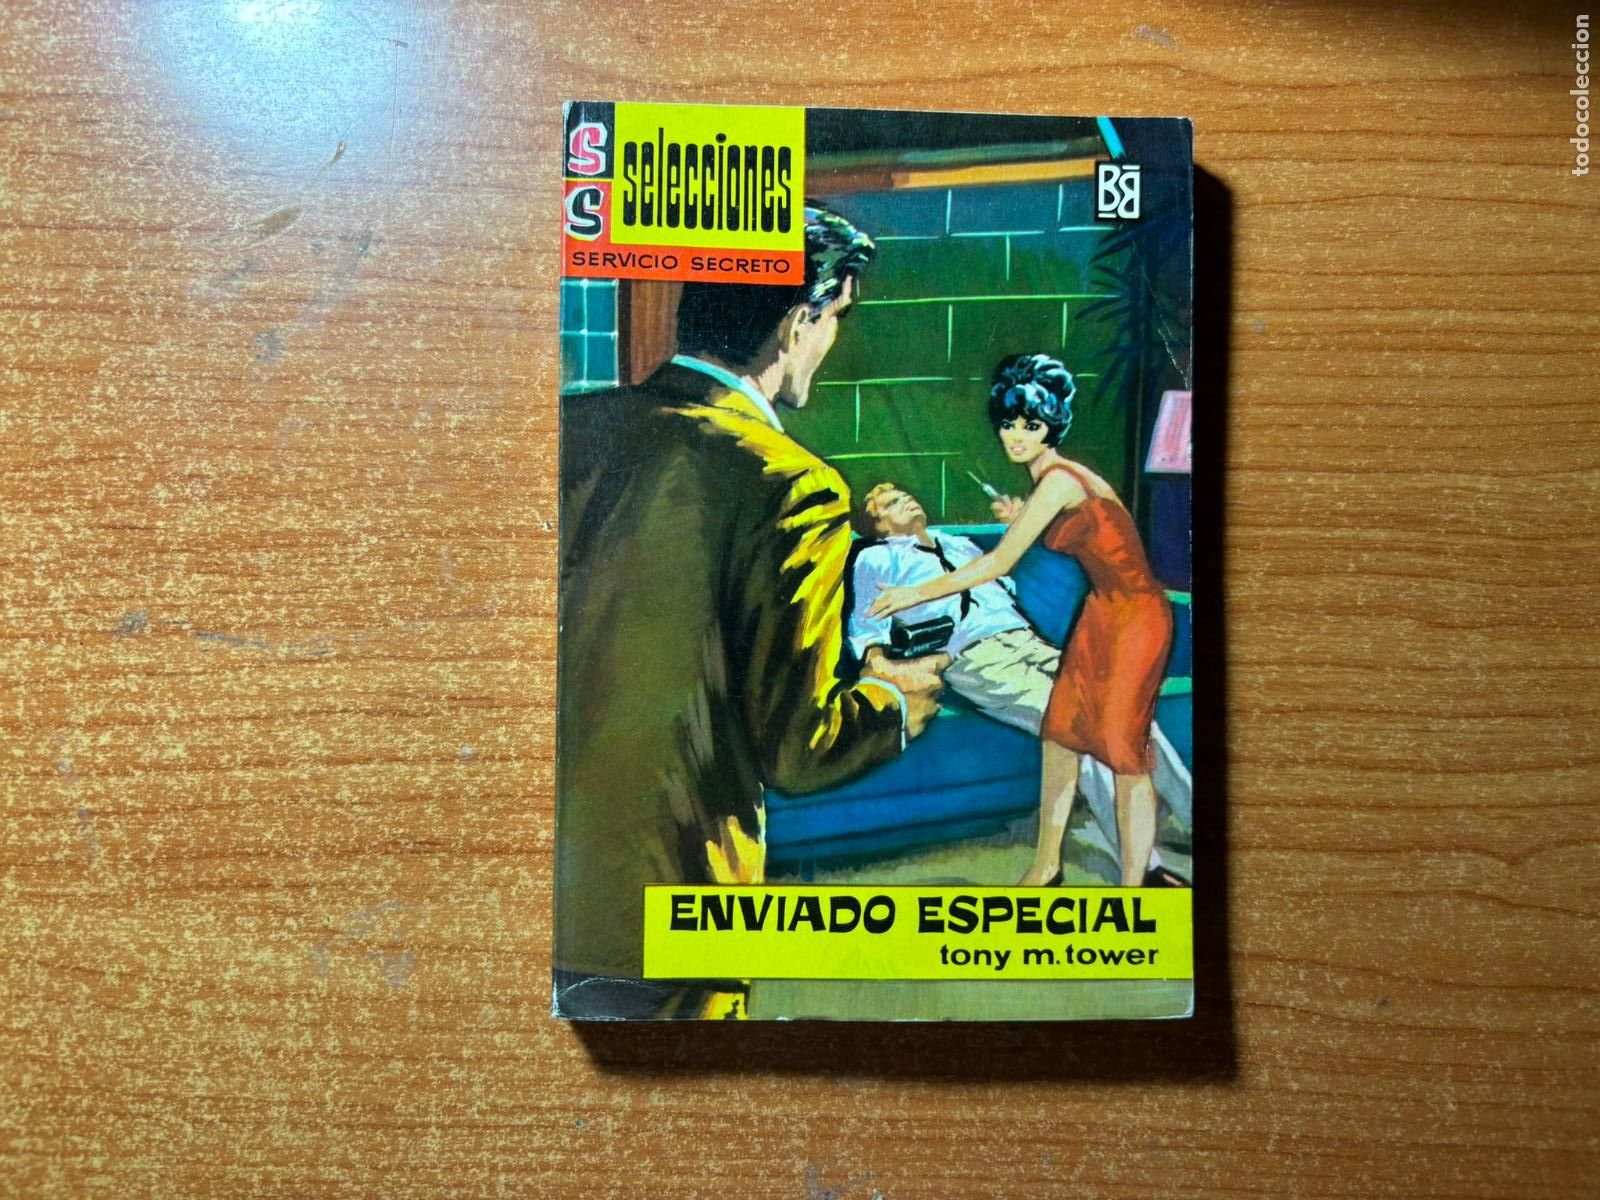 S
S
selecciones
SERVICIO SECRETO
BB
ENVIADO ESPECIAL
tony m. tower
todocoleccion